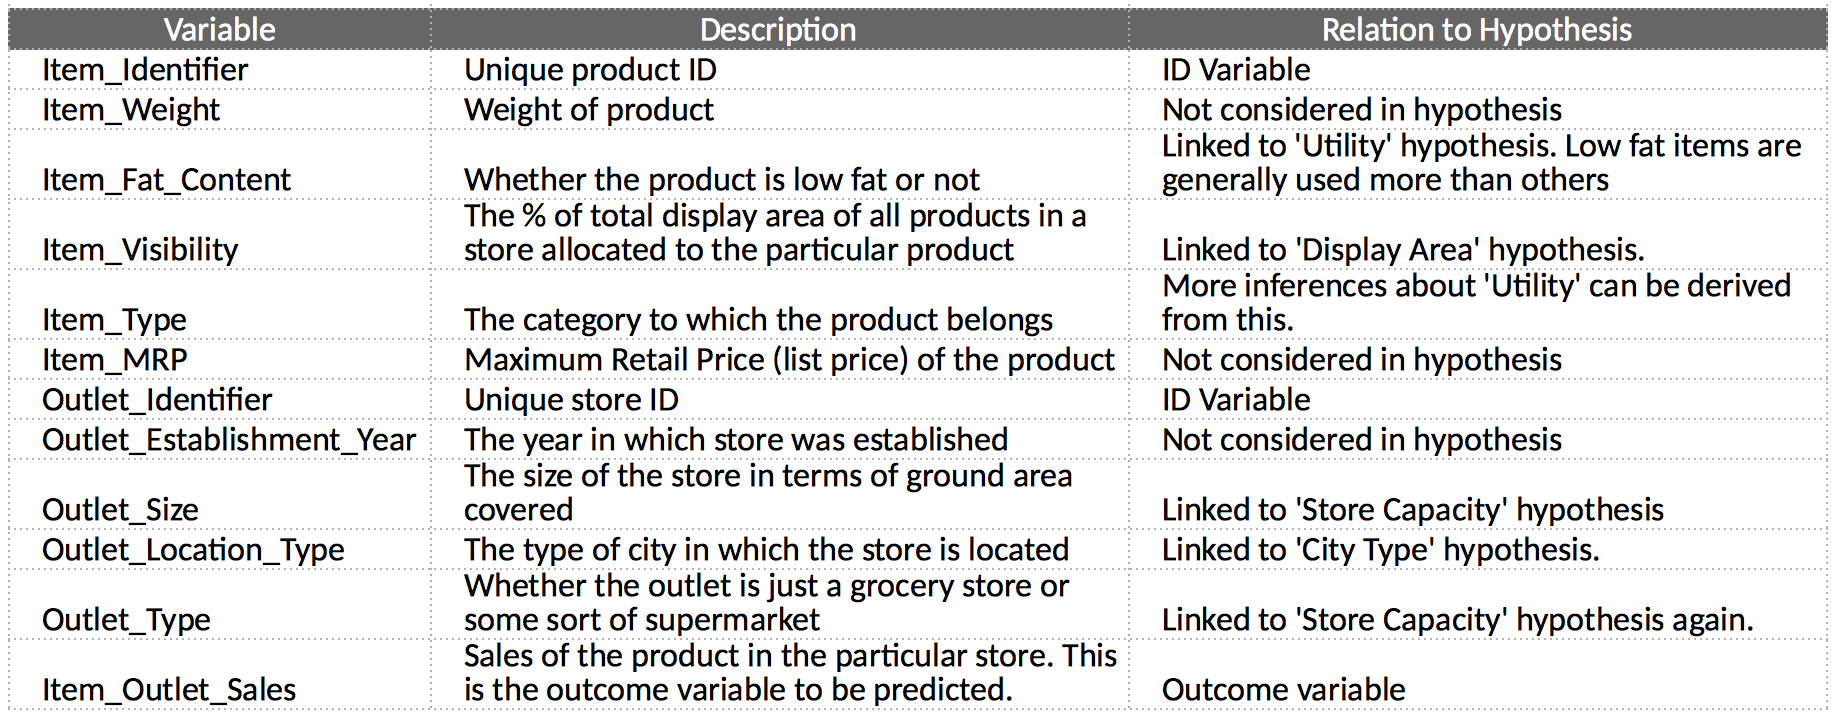 Variable Description Relation to Hypothesis
Item_Identifier Unique product ID ID Variable
Item_Weight Weight of product Not considered in hypothesis
Linked to 'Utility' hypothesis. Low fat items are
Item_Fat_Content Whether the product is low fat or not generally used more than others
The % of total display area of all products in a
Item_Visibility store allocated to the particular product Linked to 'Display Area' hypothesis.
More inferences about 'Utility' can be derived
Item_Type The category to which the product belongs from this.
Item_MRP Maximum Retail Price (list price) of the product Not considered in hypothesis
Outlet_Identifier Unique store ID ID Variable
Outlet_Establishment_Year The year in which store was established Not considered in hypothesis
The size of the store in terms of ground area
Outlet_Size covered Linked to 'Store Capacity' hypothesis
Outlet_Location_Type The type of city in which the store is located Linked to 'City Type' hypothesis.
Whether the outlet is just a grocery store or
Outlet_Type some sort of supermarket Linked to 'Store Capacity' hypothesis again.
Sales of the product in the particular store. This
Item_Outlet_Sales is the outcome variable to be predicted. Outcome variable